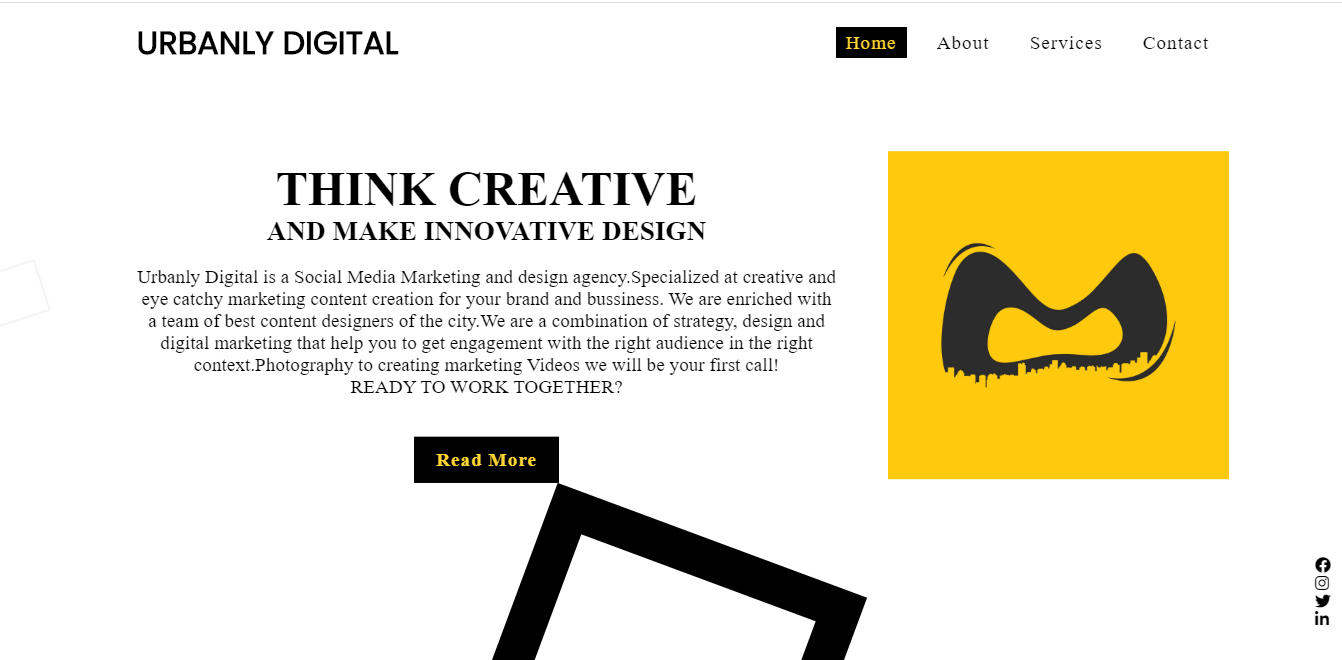 URBANLY DIGITAL
Home About Services Contact
THINK CREATIVE
AND MAKE INNOVATIVE DESIGN
Urbanly Digital is a Social Media Marketing and design agency.Specialized at creative and
eye catchy marketing content creation for your brand and bussiness. We are enriched with
a team of best content designers of the city.We are a combination of strategy, design and
digital marketing that help you to get engagement with the right audience in the right
context.Photography to creating marketing Videos we will be your first call!
READY TO WORK TOGETHER?
Read More